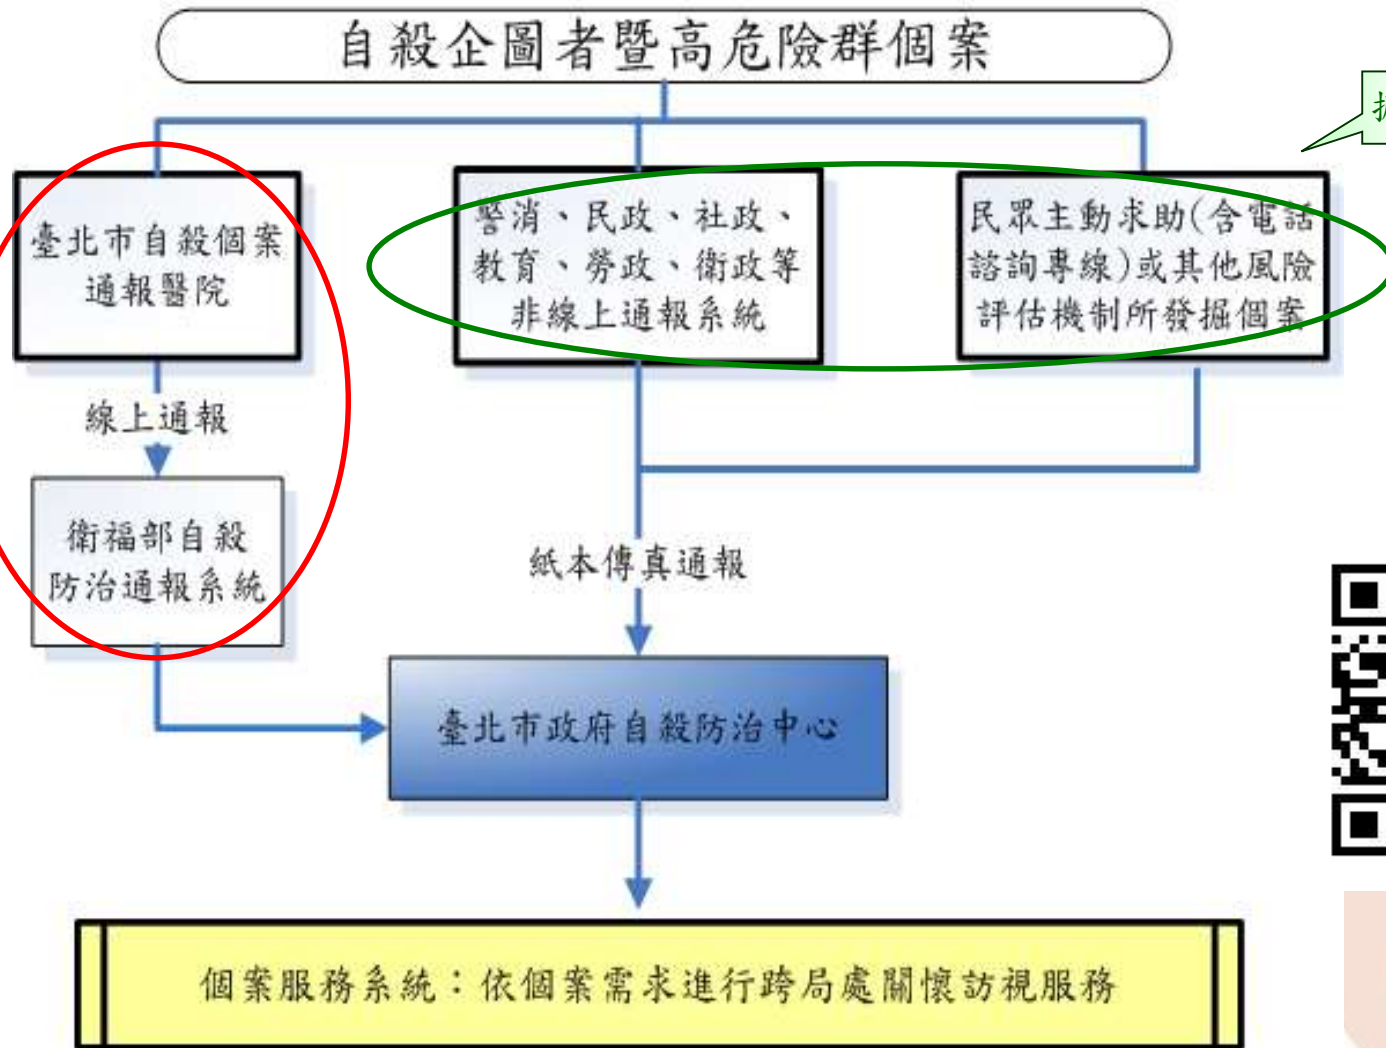 自殺企圖者暨高危險群個案
臺北市自殺個案
通報醫院
警消、民政、社政、
教育、勞政、衛政等
非線上通報系統
民眾主動求助(含電話
諮詢專線)或其他風險
評估機制所發掘個案
線上通報
衛福部自殺
防治通報系統
紙本傳真通報
臺北市政府自殺防治中心
個案服務系統：依個案需求進行跨局處關懷訪視服務